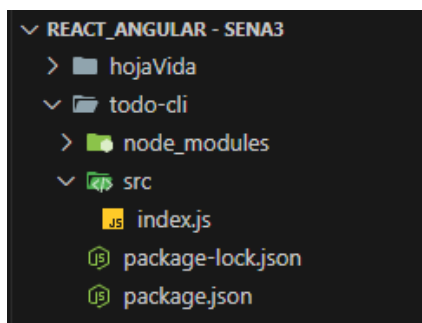 REACT_ANGULAR - SENA3
hojaVida
todo-cli
node_modules
src
JS index.js
package-lock.json
package.json